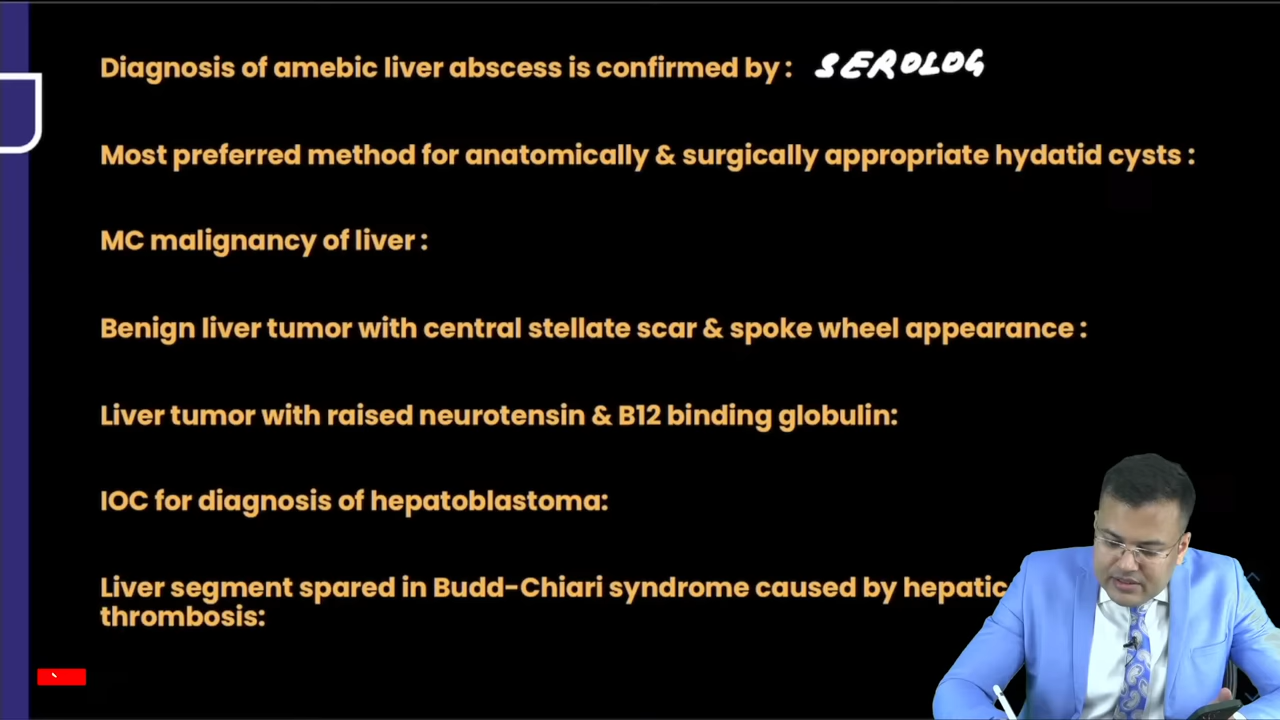 Diagnosis of amebic liver abscess is confirmed by : SEROLOG
Most preferred method for anatomically & surgically appropriate hydatid cysts :
MC malignancy of liver :
Benign liver tumor with central stellate scar & spoke wheel appearance :
Liver tumor with raised neurotensin & B12 binding globulin:
IOC for diagnosis of hepatoblastoma:
Liver segment spared in Budd-Chiari syndrome caused by hepatic
thrombosis: